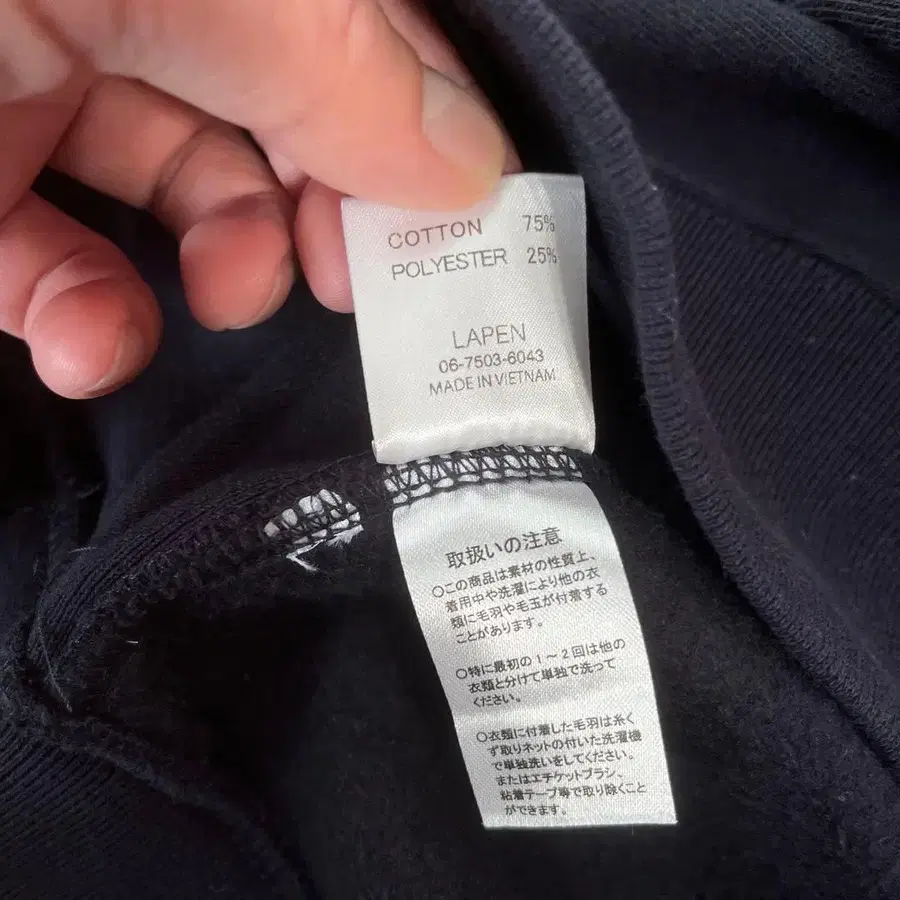 COTTON 75%
POLYESTER 25%
LAPEN
06-7503-6043
MADE IN VIETNAM
取扱いの注意
○この商品は素材の性質上、
着用中や洗濯により他の衣
類に毛羽や毛玉が付着する
ことがあります。
○特に最初の1〜2回は他の
衣類と分けて単独で洗って
ください。
○衣類に付着した毛羽は糸く
ず取りネットの付いた洗濯機
で単独洗いをしてください。
またはエチケットブラシ、
粘着テープ等で取り除くこと
ができます。